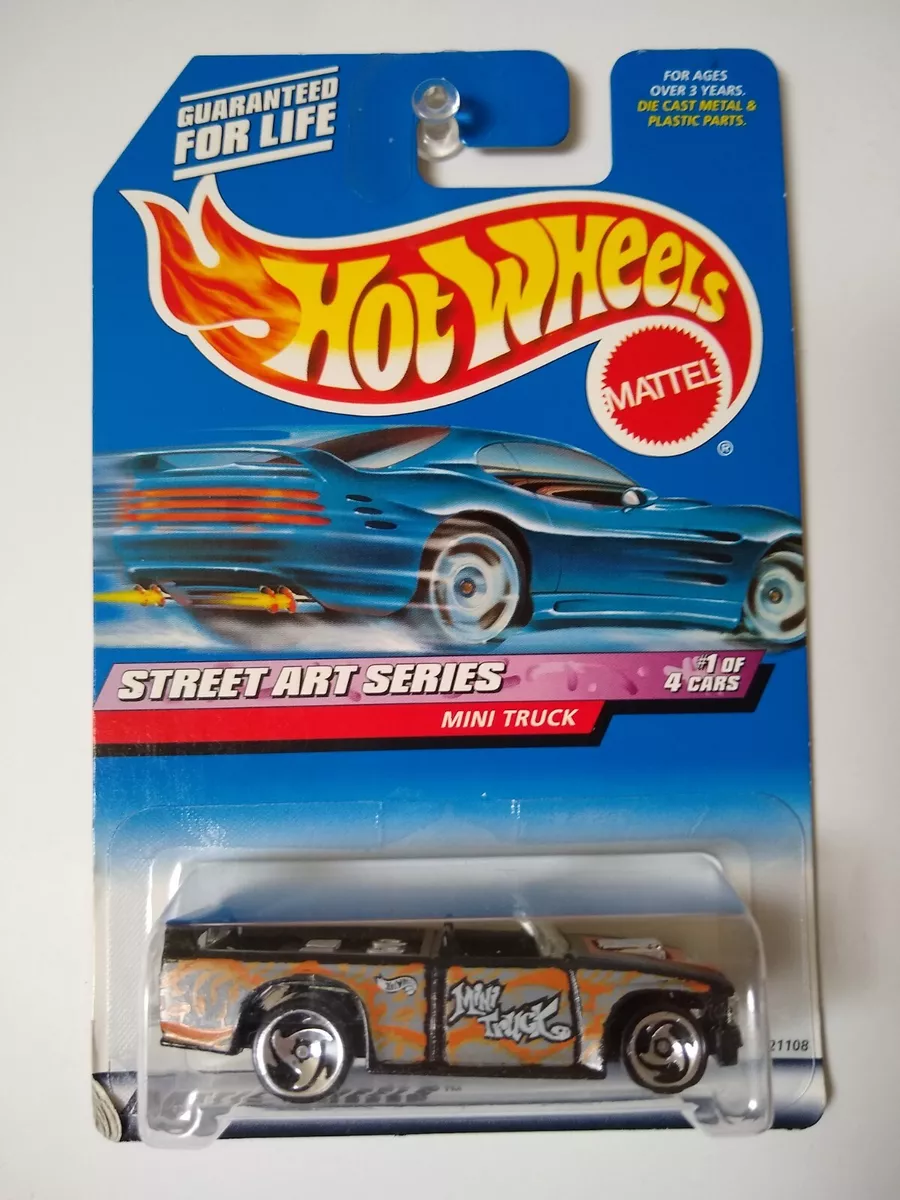 GUARANTEED
FOR LIFE
FOR AGES
OVER 3 YEARS.
DIE CAST METAL &
PLASTIC PARTS.
HOT WHEELS
MATTEL
®
STREET ART SERIES
#1 OF
4 CARS
MINI TRUCK
MINI
TRUCK
21108
TM